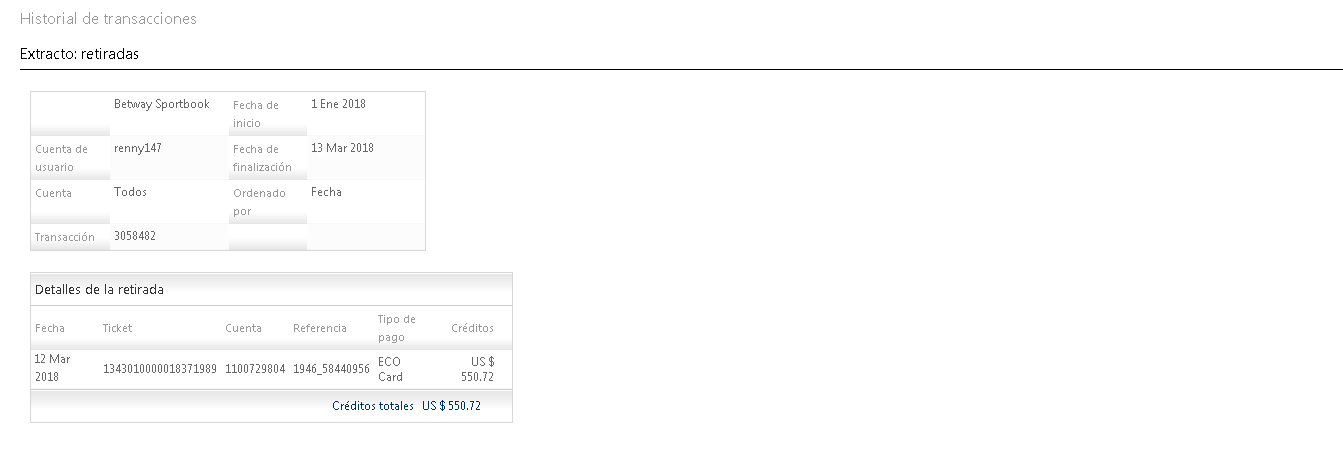 Historial de transacciones
Extracto: retiradas
Betway Sportbook Fecha de inicio 1 Ene 2018
Cuenta de usuario renny147 Fecha de finalización 13 Mar 2018
Cuenta Todos Ordenado por Fecha
Transacción 3058482
Detalles de la retirada
Fecha Ticket Cuenta Referencia Tipo de pago Créditos
12 Mar 2018 1343010000018371989 1100729804 1946_58440956 ECO Card US $ 550.72
Créditos totales US $ 550.72